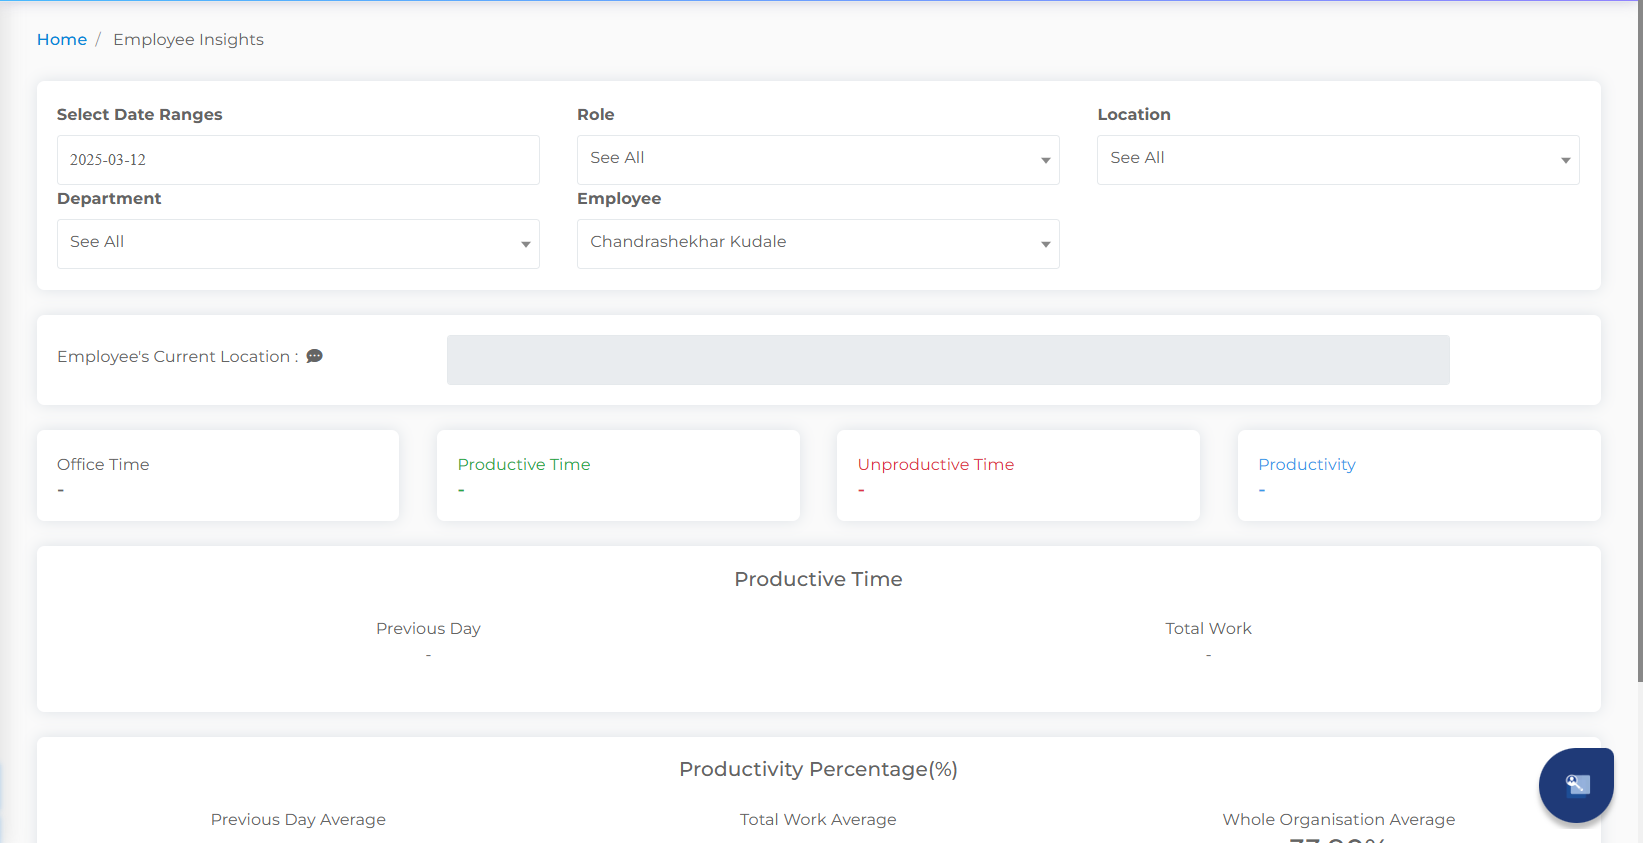 Home / Employee Insights
Select Date Ranges
Role
Location
2025-03-12
See All
See All
Department
Employee
See All
Chandrashekhar Kudale
Employee's Current Location :
Office Time
-
Productive Time
-
Unproductive Time
-
Productivity
-
Productive Time
Previous Day
-
Total Work
-
Productivity Percentage(%)
Previous Day Average
Total Work Average
Whole Organisation Average